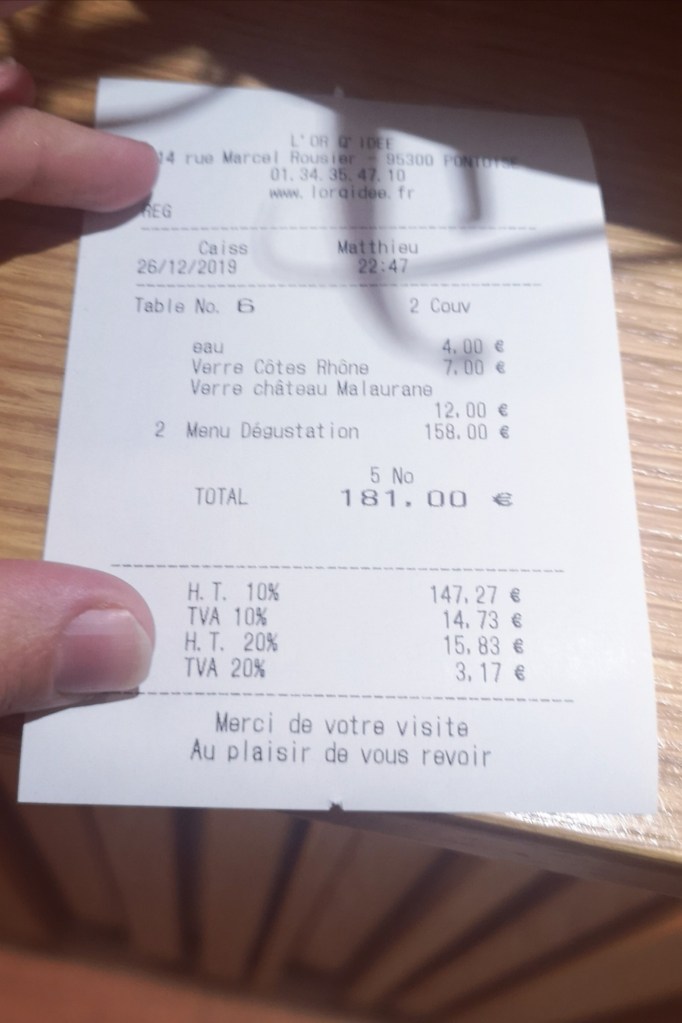 L'OR Q'IDEE
14 rue Marcel Rousier - 95300 PONTOISE
01.34.35.47.10
www.lorqidee.fr
REG
Caiss Matthieu
26/12/2019 22:47
Table No. 6 2 Couv
eau 4.00 €
Verre Côtes Rhône 7.00 €
Verre château Malaurane
12.00 €
2 Menu Dégustation 158.00 €
5 No
TOTAL 181.00 €
H.T. 10% 147,27 €
TVA 10% 14,73 €
H.T. 20% 15,83 €
TVA 20% 3,17 €
Merci de votre visite
Au plaisir de vous revoir